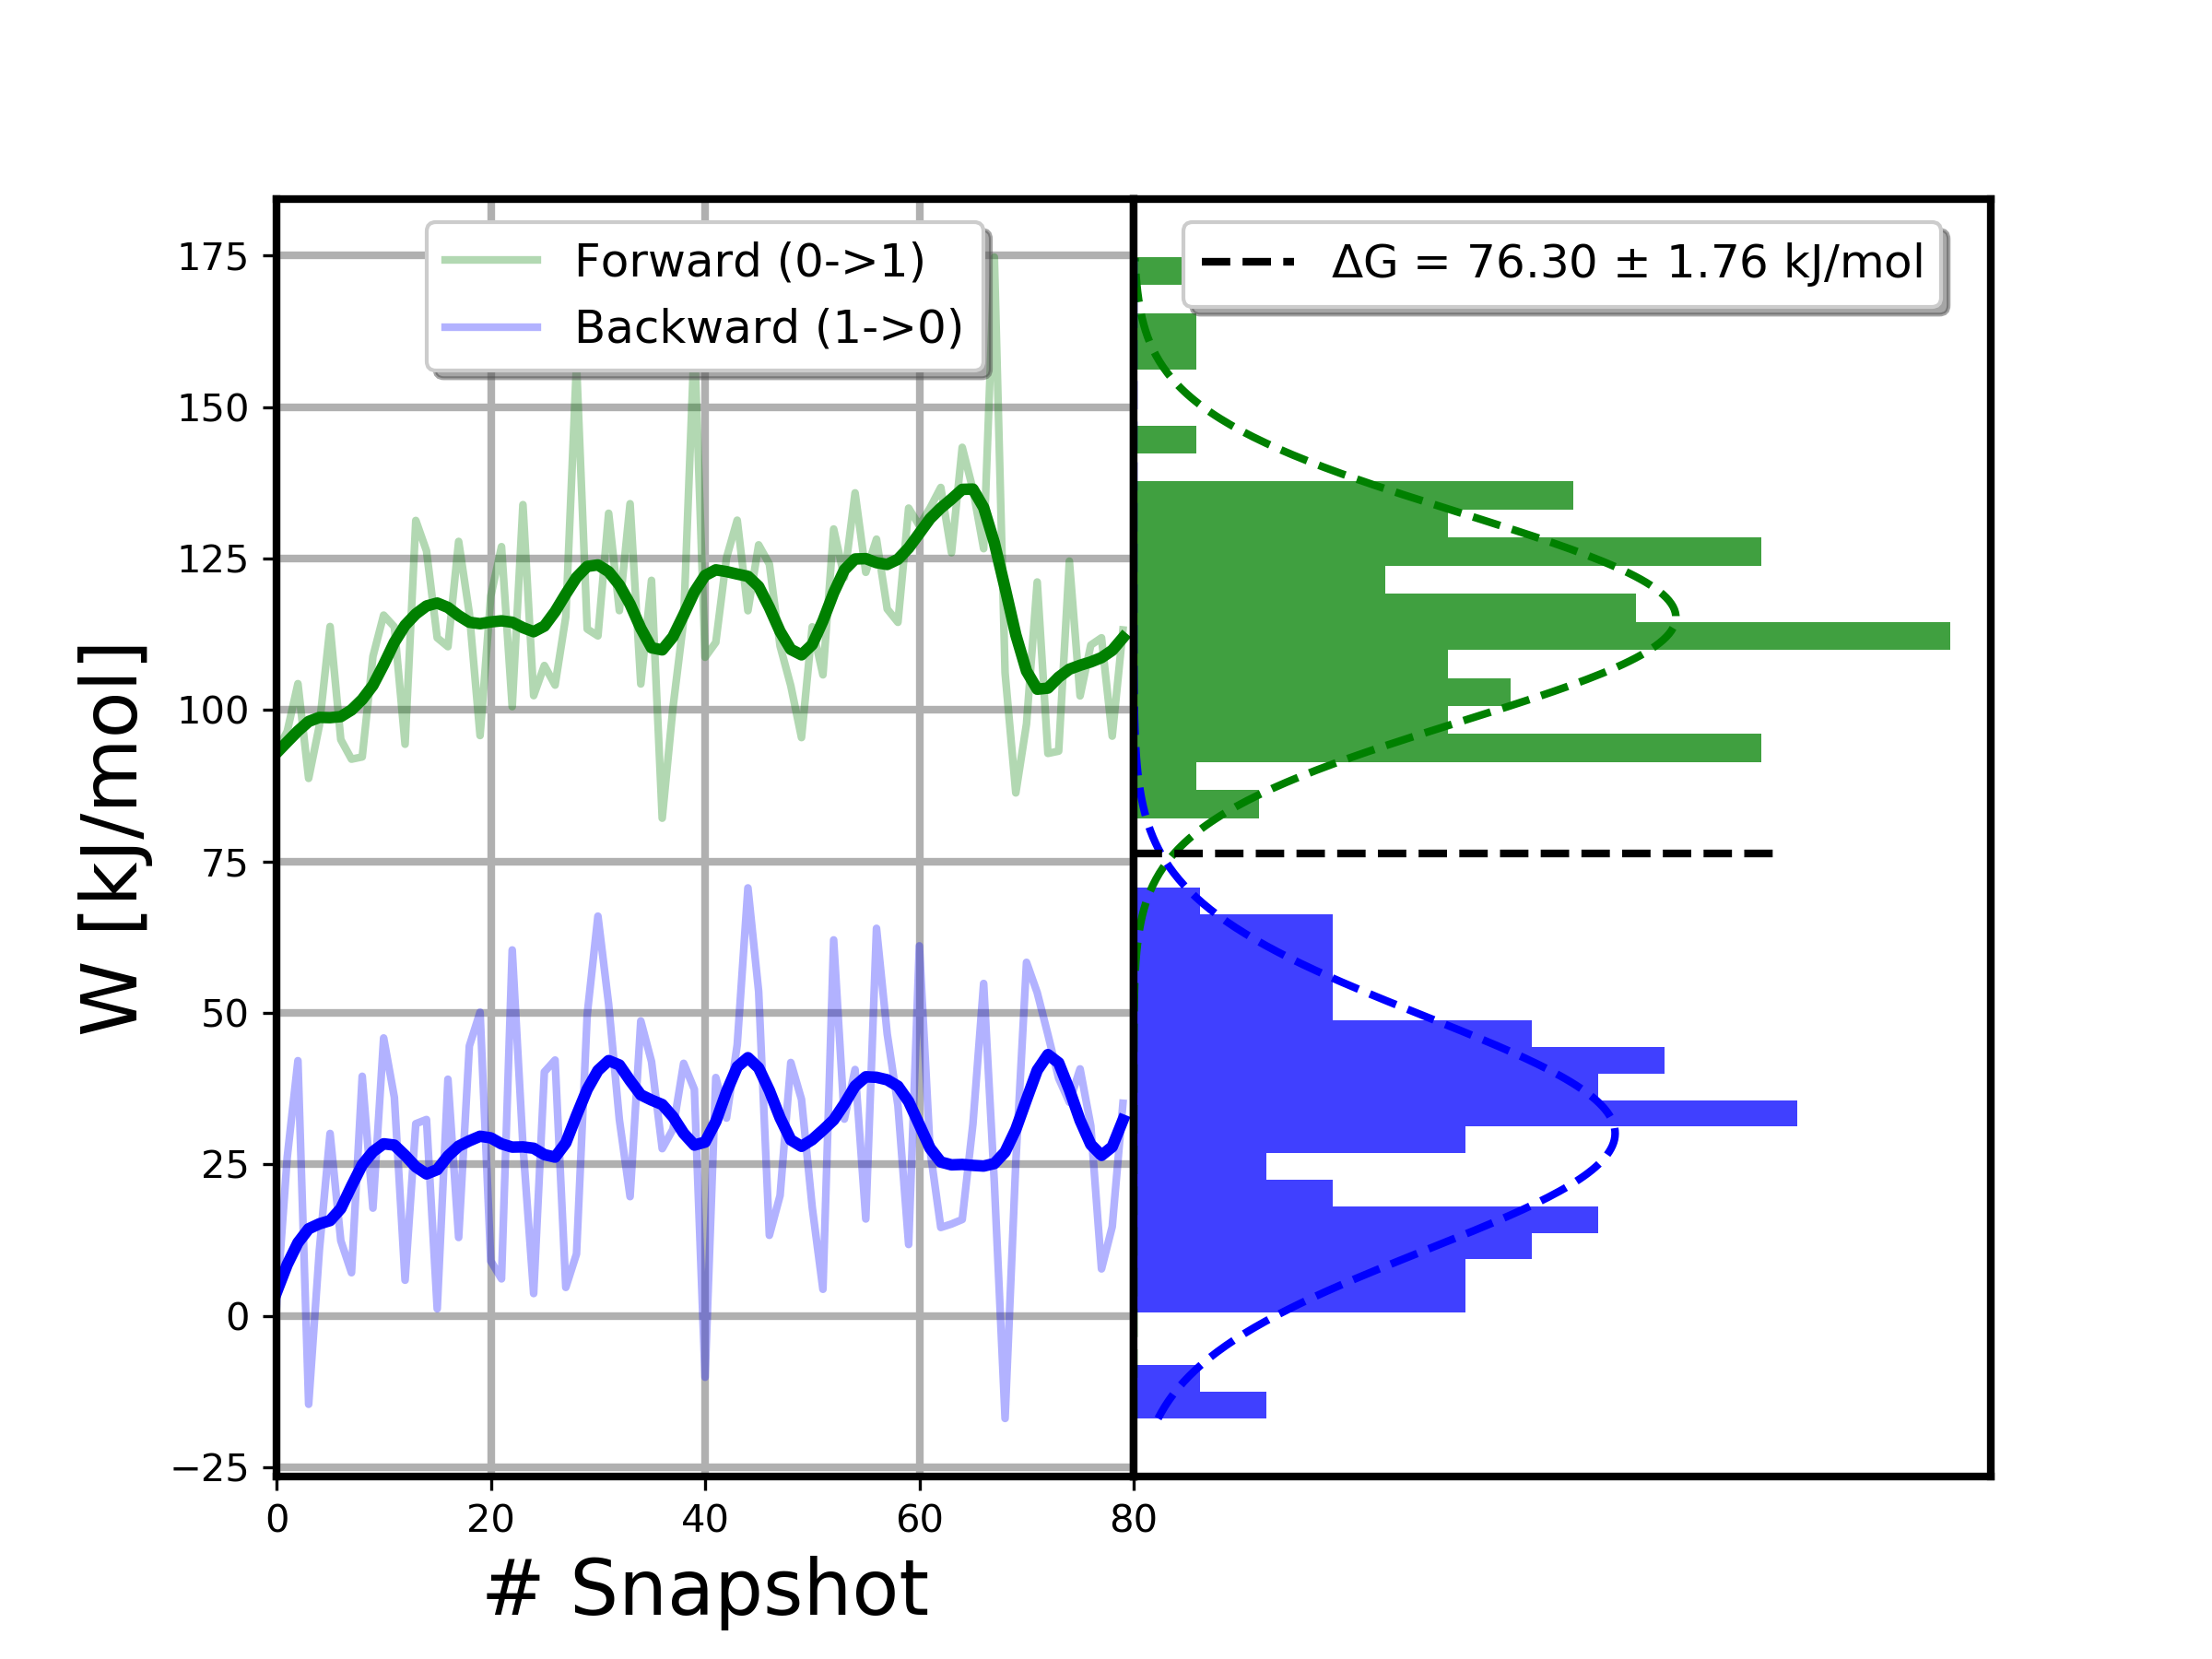 Forward (0->1)
Backward (1->0)
ΔG = 76.30 ± 1.76 kJ/mol
175
150
125
100
75
50
25
0
−25
W [kJ/mol]
0 20 40 60 80
# Snapshot